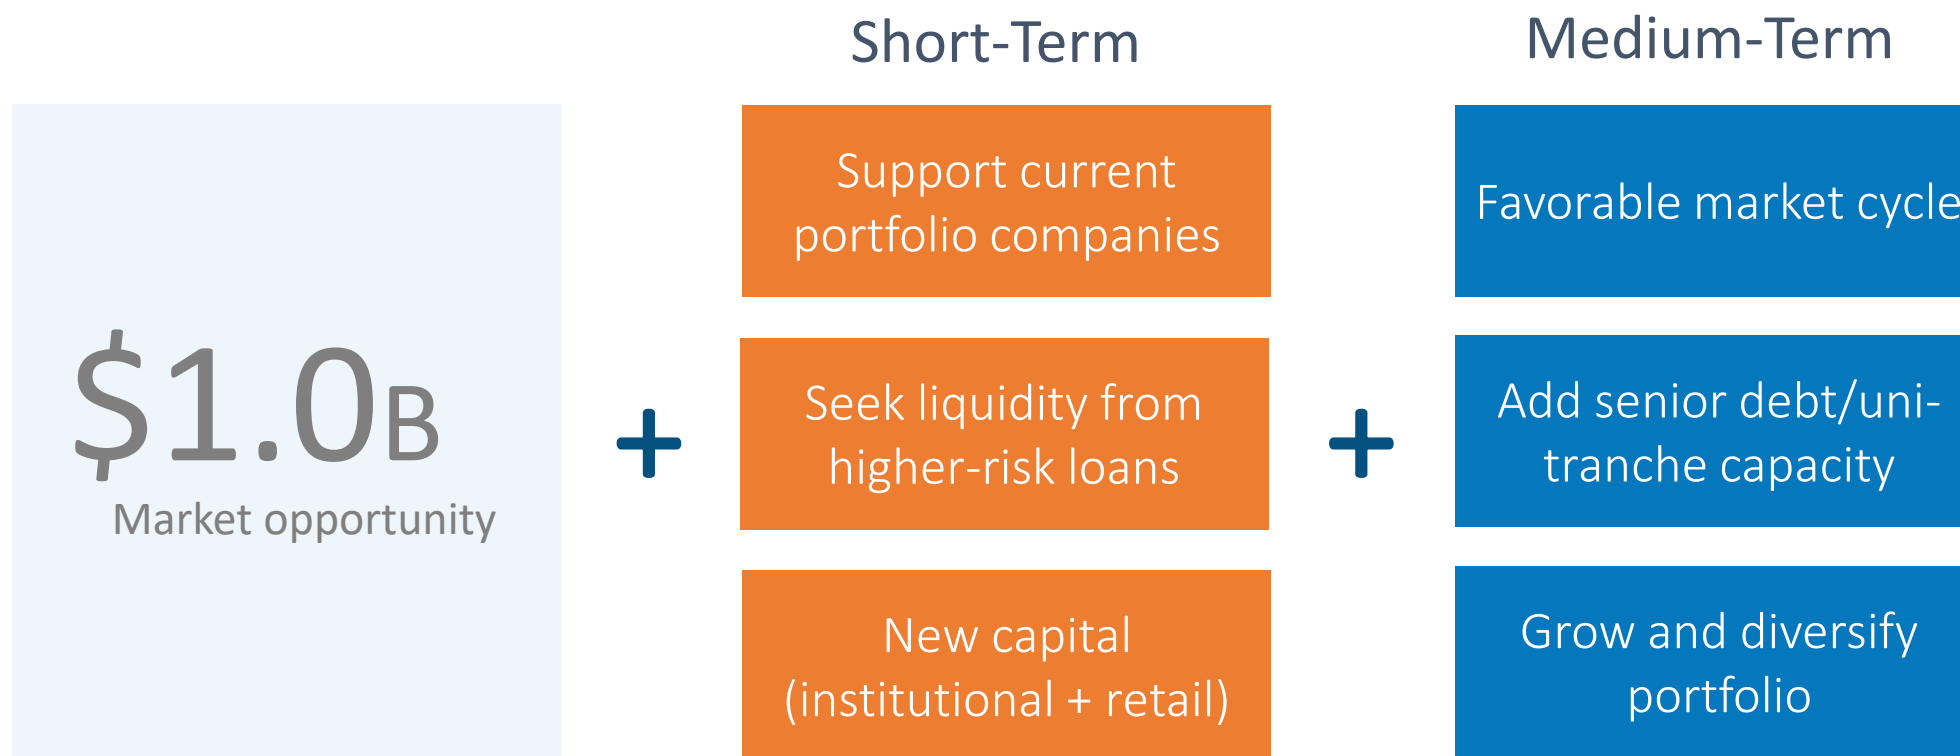 Short-Term
Medium-Term
$1.0B
Market opportunity
+
Support current
portfolio companies
Seek liquidity from
higher-risk loans
New capital
(institutional + retail)
+
Favorable market cycle
Add senior debt/uni-
tranche capacity
Grow and diversify
portfolio